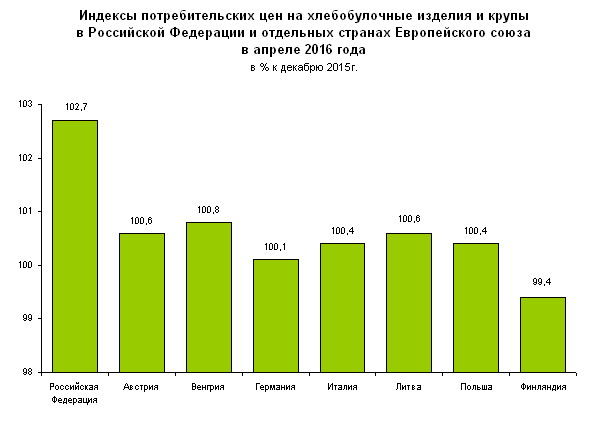 Индексы потребительских цен на хлебобулочные изделия и крупы
в Российской Федерации и отдельных странах Европейского союза
в апреле 2016 года
в % к декабрю 2015г.
103
102
101
100
99
98
102,7
100,6
100,8
100,1
100,4
100,6
100,4
99,4
Российская
Федерация
Австрия
Венгрия
Германия
Италия
Литва
Польша
Финляндия